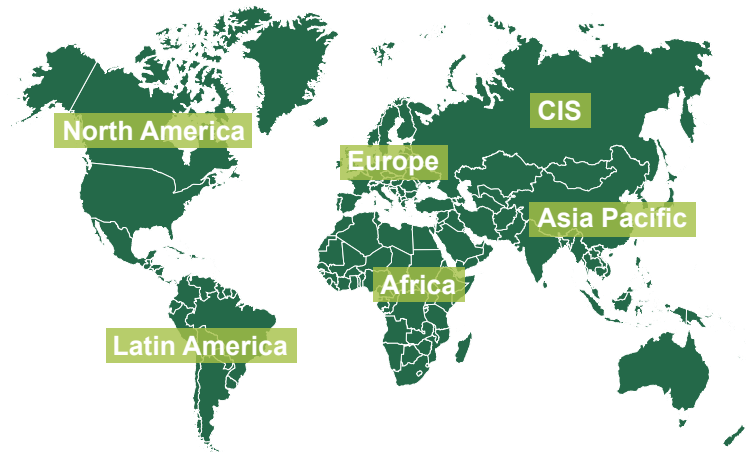 CIS
North America
Europe
Asia Pacific
Africa
Latin America